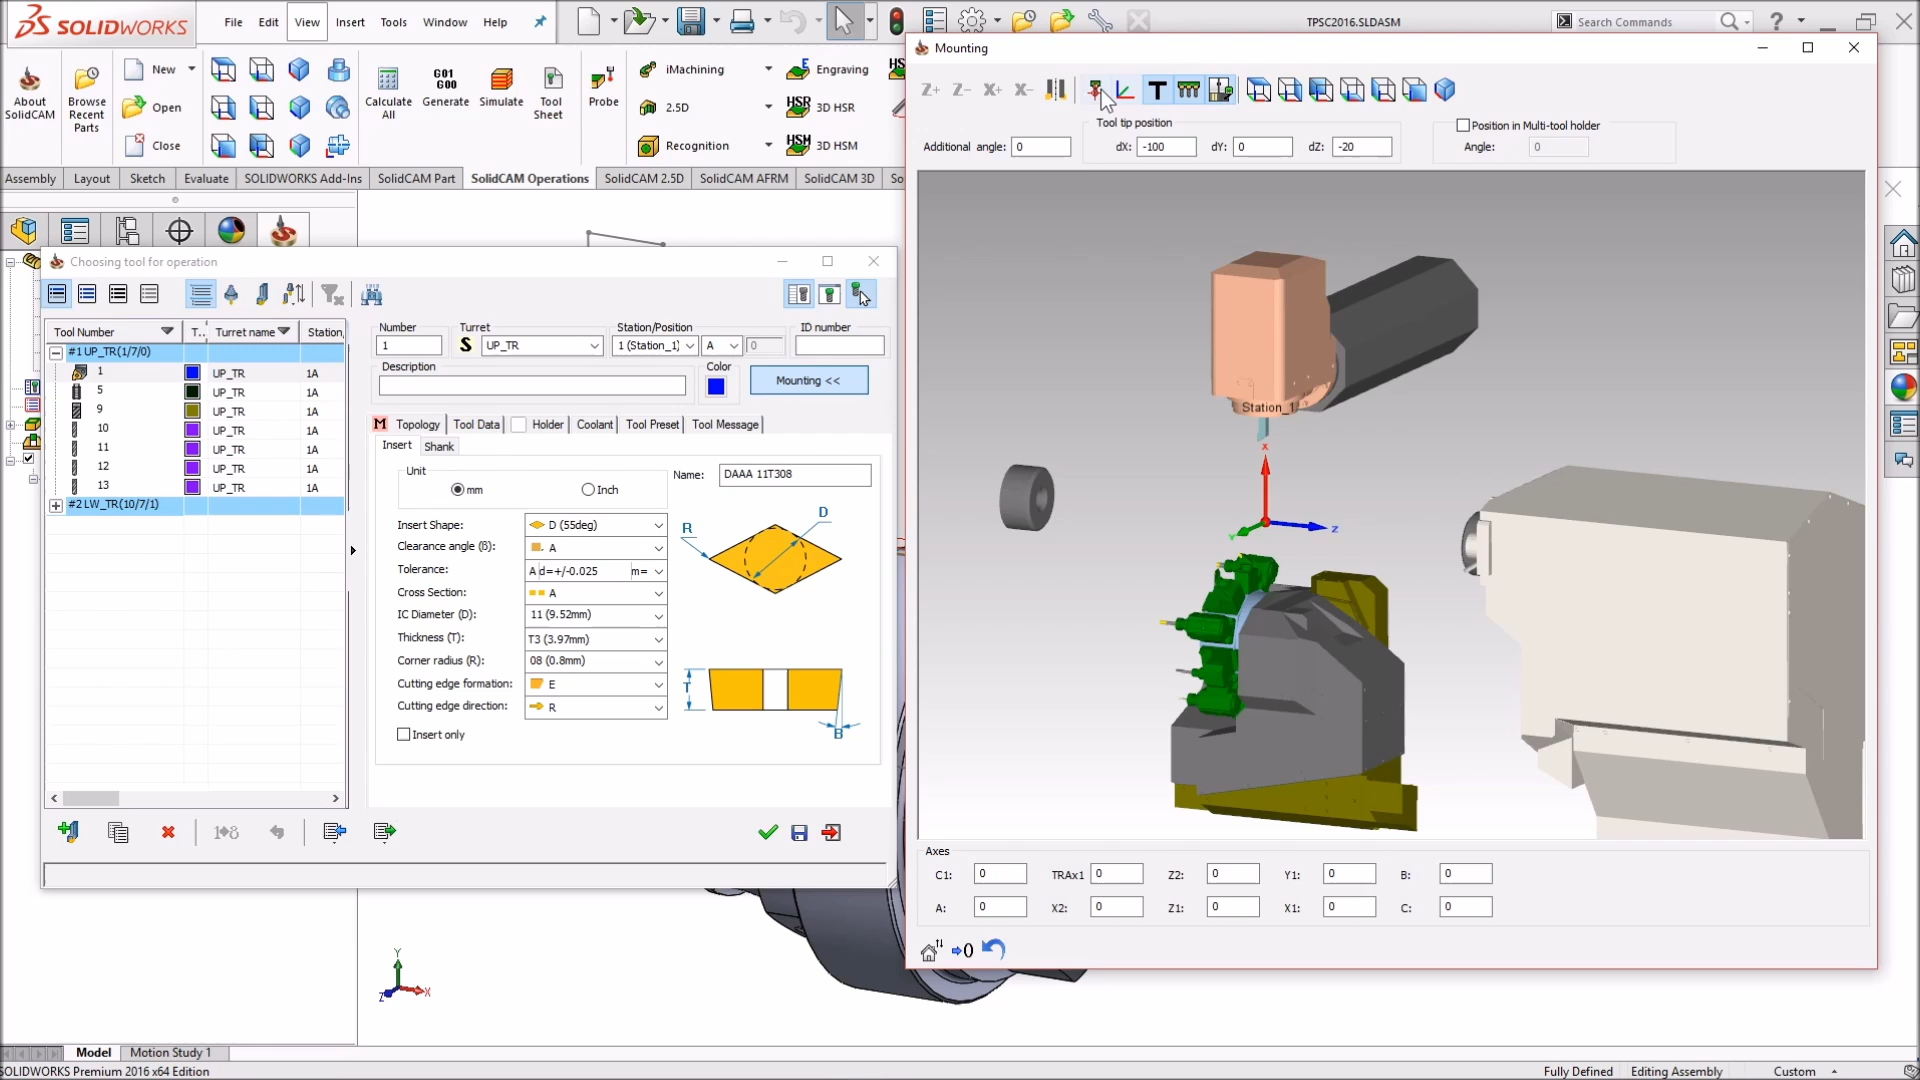 SOLIDWORKS
File Edit View Insert Tools Window Help
TPSC2016.SLDASM
Search Commands
?
About SolidCAM
Browse Recent Parts
New
Open
Close
Calculate All
G01 G00
Generate
Simulate
Tool Sheet
Probe
iMachining
2.5D
Recognition
Engraving
HSR 3D HSR
HSM 3D HSM
Assembly Layout Sketch Evaluate SOLIDWORKS Add-Ins SolidCAM Part SolidCAM Operations SolidCAM 2.5D SolidCAM AFRM SolidCAM 3D So
Mounting
Z+ Z- X+ X-
Tool tip position
Additional angle: 0 dX: -100 dY: 0 dZ: -20
Position in Multi-tool holder
Angle: 0
Choosing tool for operation
Tool Number T.. Turret name Station
#1 UP_TR(1/7/0)
1 UP_TR 1A
5 UP_TR 1A
9 UP_TR 1A
10 UP_TR 1A
11 UP_TR 1A
12 UP_TR 1A
13 UP_TR 1A
#2 LW_TR(10/7/1)
Number Turret Station/Position ID number
1 S UP_TR 1 (Station_1) A 0
Description Color
Mounting <<
M Topology Tool Data Holder Coolant Tool Preset Tool Message
Insert Shank
Unit
mm Inch
Name: DAAA 11T308
Insert Shape: D (55deg)
Clearance angle (β): A
Tolerance: A d=+/-0.025 m=
Cross Section: A
IC Diameter (D): 11 (9.52mm)
Thickness (T): T3 (3.97mm)
Corner radius (R): 08 (0.8mm)
Cutting edge formation: E
Cutting edge direction: R
Insert only
R D
T B
Station_1
X
Z
Y
Axes
C1: 0 TRAx1 0 Z2: 0 Y1: 0 B: 0
A: 0 X2: 0 Z1: 0 X1: 0 C: 0
Y
Z X
Model Motion Study 1
SOLIDWORKS Premium 2016 x64 Edition
Fully Defined Editing Assembly Custom